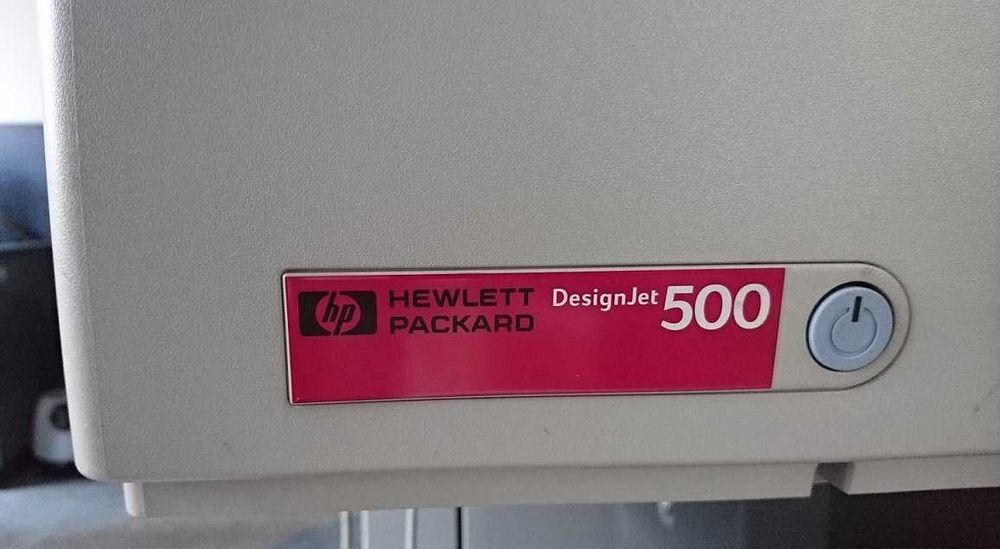 hp HEWLETT PACKARD
DesignJet 500